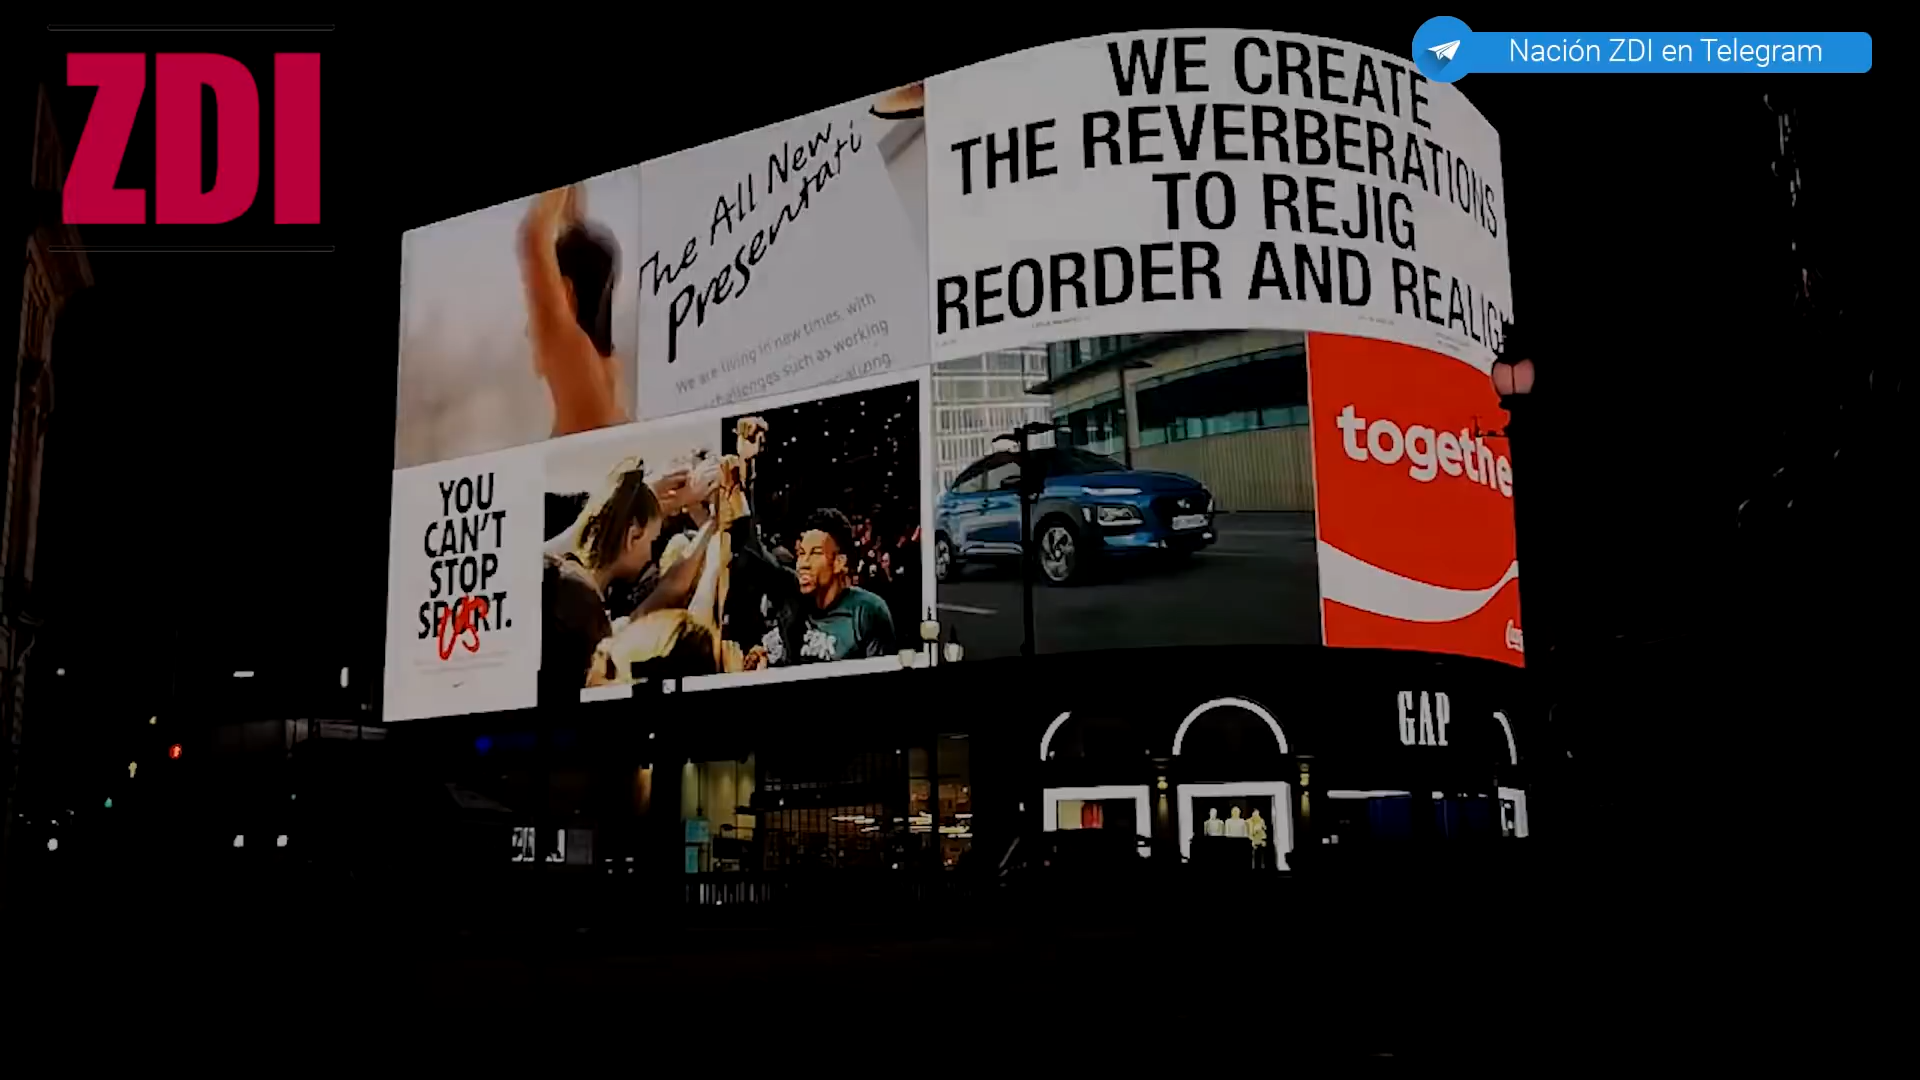 ZDI
Nación ZDI en Telegram
WE CREATE
THE REVERBERATIONS
TO REJIG
REORDER AND REALIG
The All New
Presentati
We are living in new times, with
challenges such as working
YOU
CAN'T
STOP
SPORT.
US
together
GAP